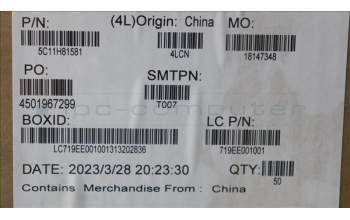 P/N: (4L)Origin: China MO:
5C11H81581 4LCN 18147348
PO: SMTPN:
4501967299 T007
BOXID: LC P/N:
LC719EE001001313202836 719EE001001
DATE: 2023/3/28 20:23:30 QTY:
50
Contains Merchandise From : China